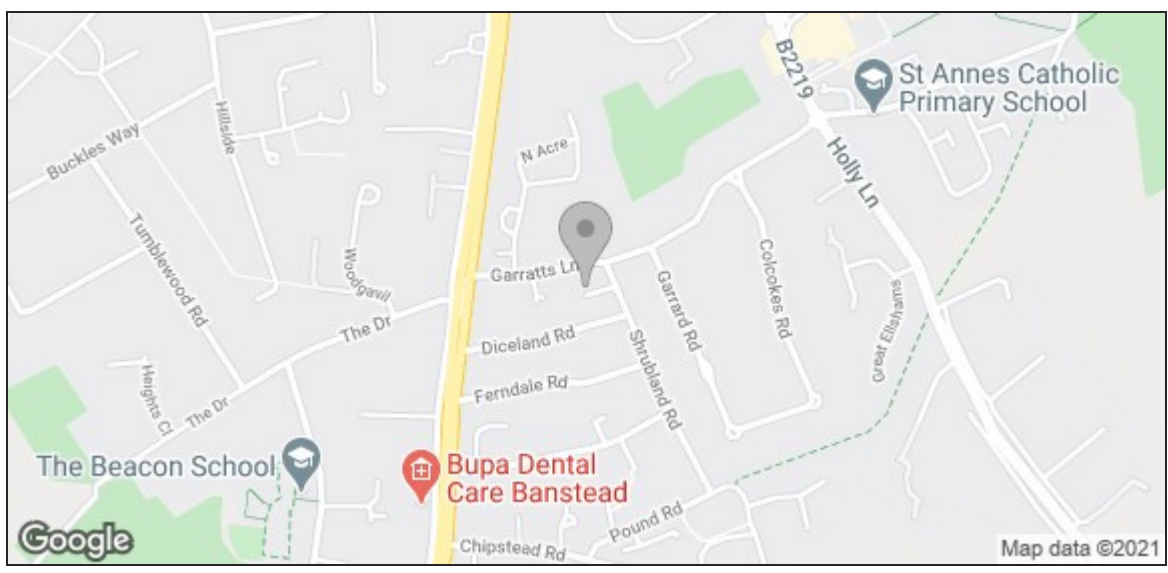 B2219
St Annes Catholic
Primary School
Hillside
Buckles Way
N Acre
Holly Ln
Tumblewood Rd
Woodgavil
Garratts Ln
Garrard Rd
Colcokes Rd
Great Ellshams
The Dr
Diceland Rd
Shrubland Rd
Heights Cl
The Dr
Ferndale Rd
The Beacon School
Bupa Dental
Care Banstead
Pound Rd
Chipstead Rd
Google
Map data ©2021